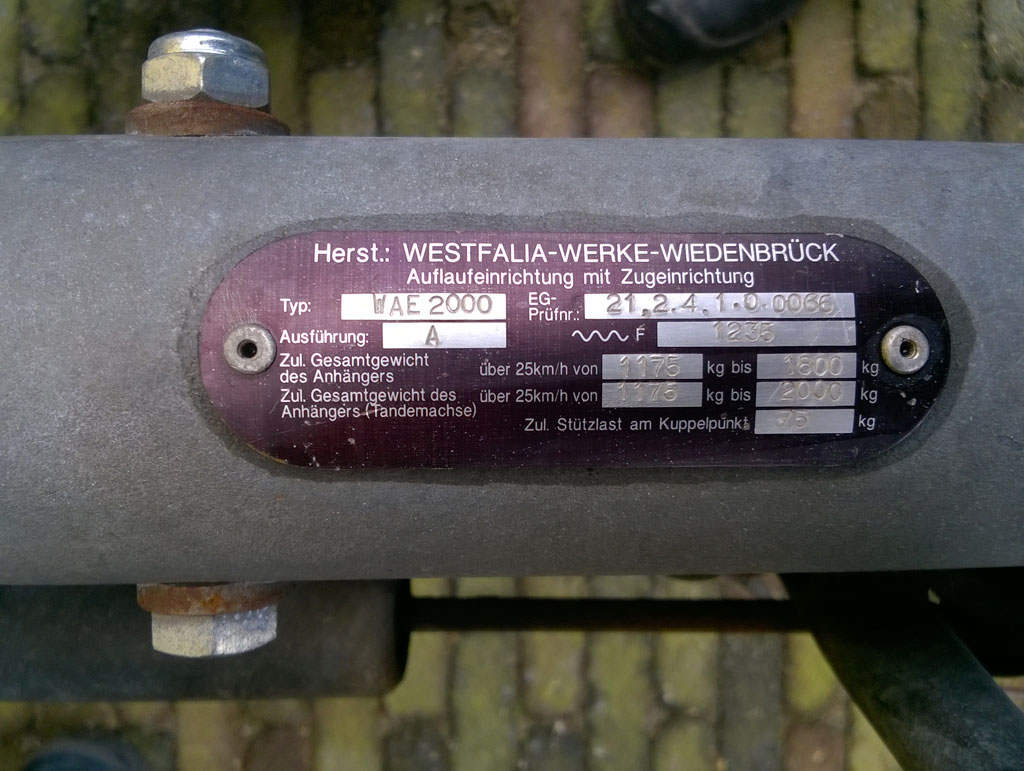 Herst.: WESTFALIA-WERKE-WIEDENBRÜCK
Auflaufeinrichtung mit Zugeinrichtung
Typ: WAE 2000 EG-Prüfnr.: 21.2.4.1.0.0066
Ausführung: A F 1235
Zul. Gesamtgewicht
des Anhängers über 25km/h von 1175 kg bis 1800 kg
Zul. Gesamtgewicht des
Anhängers (Tandemachse) über 25km/h von 1175 kg bis 2000 kg
Zul. Stützlast am Kuppelpunkt 75 kg